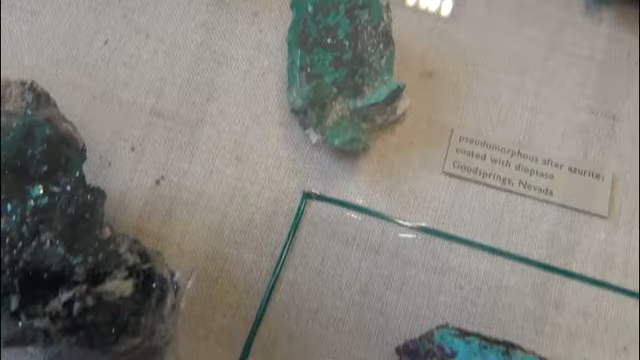 pseudomorphous after azurite;
coated with dioptase
Goodsprings, Nevada